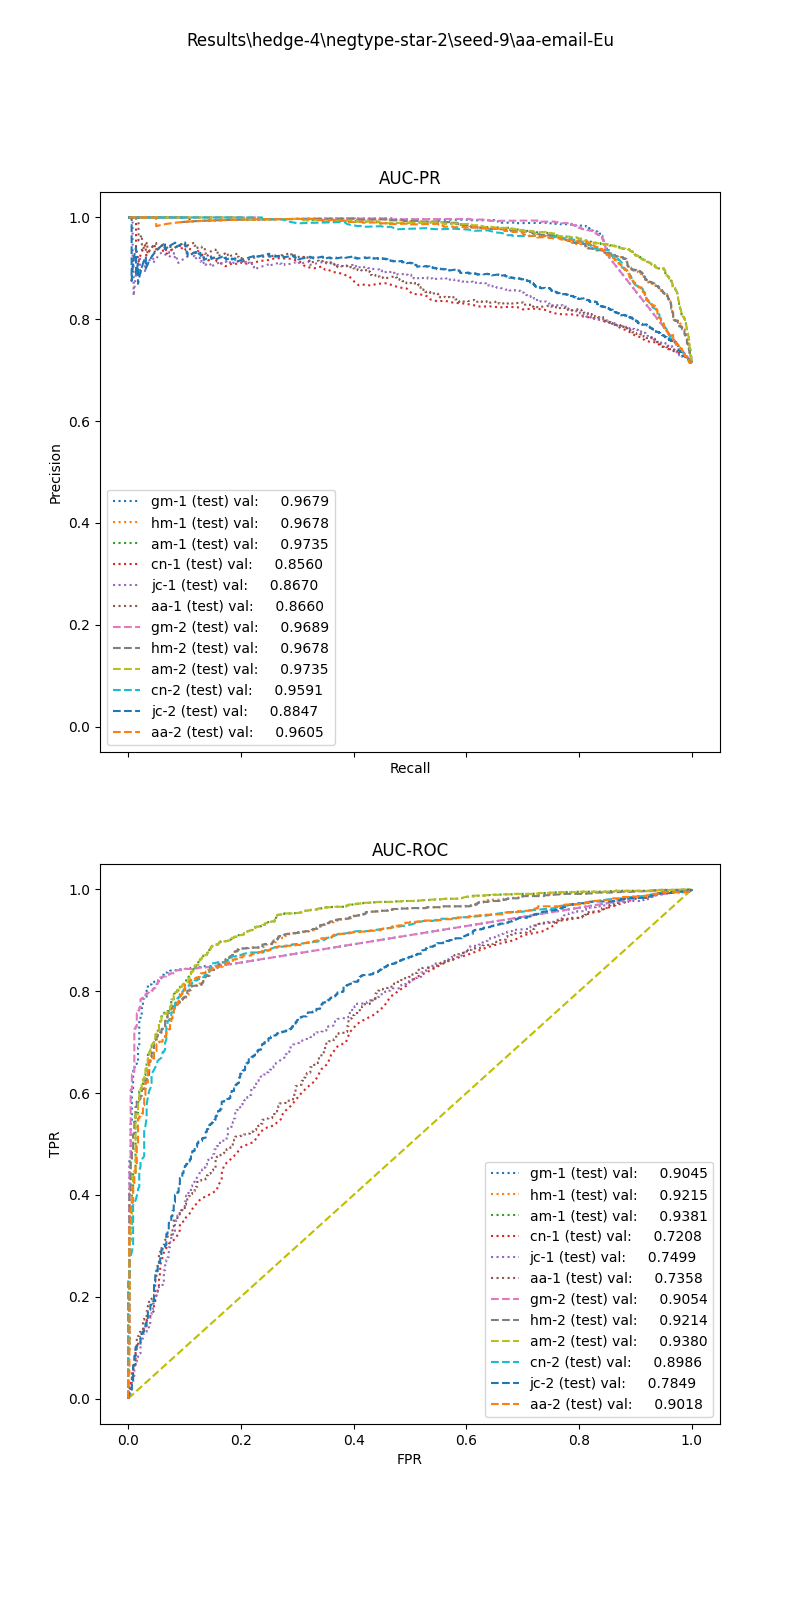 Results\hedge-4\negtype-star-2\seed-9\aa-email-Eu
AUC-PR
1.0
0.8
0.6
0.4
0.2
0.0
Precision
gm-1 (test) val: 0.9679
hm-1 (test) val: 0.9678
am-1 (test) val: 0.9735
cn-1 (test) val: 0.8560
jc-1 (test) val: 0.8670
aa-1 (test) val: 0.8660
gm-2 (test) val: 0.9689
hm-2 (test) val: 0.9678
am-2 (test) val: 0.9735
cn-2 (test) val: 0.9591
jc-2 (test) val: 0.8847
aa-2 (test) val: 0.9605
Recall
AUC-ROC
1.0
0.8
0.6
0.4
0.2
0.0
TPR
gm-1 (test) val: 0.9045
hm-1 (test) val: 0.9215
am-1 (test) val: 0.9381
cn-1 (test) val: 0.7208
jc-1 (test) val: 0.7499
aa-1 (test) val: 0.7358
gm-2 (test) val: 0.9054
hm-2 (test) val: 0.9214
am-2 (test) val: 0.9380
cn-2 (test) val: 0.8986
jc-2 (test) val: 0.7849
aa-2 (test) val: 0.9018
0.0 0.2 0.4 0.6 0.8 1.0
FPR